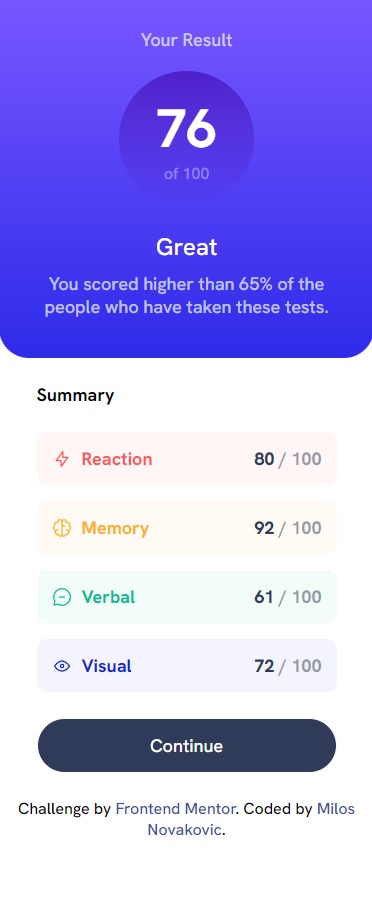 Your Result
76
of 100
Great
You scored higher than 65% of the
people who have taken these tests.
Summary
Reaction 80 / 100
Memory 92 / 100
Verbal 61 / 100
Visual 72 / 100
Continue
Challenge by Frontend Mentor. Coded by Milos
Novakovic.